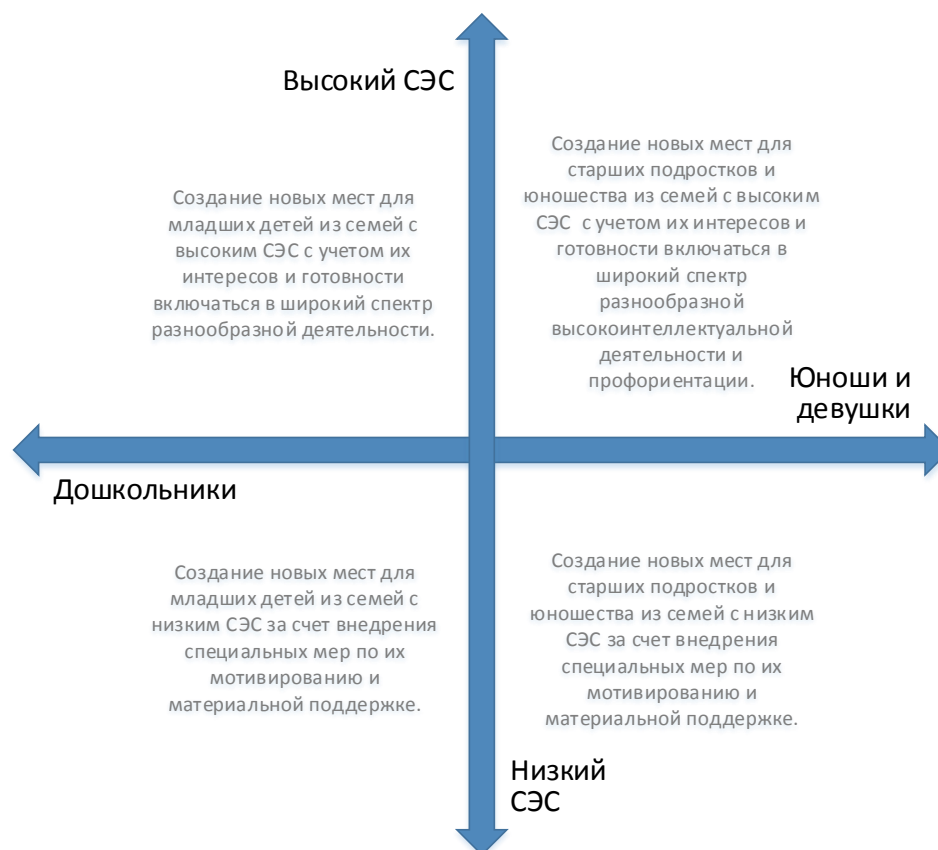 Высокий СЭС
Создание новых мест для
младших детей из семей с
высоким СЭС с учетом их
интересов и готовности
включаться в широкий спектр
разнообразной деятельности.
Создание новых мест для
старших подростков и
юношества из семей с высоким
СЭС с учетом их интересов и
готовности включаться в
широкий спектр
разнообразной
высокоинтеллектуальной
деятельности и
профориентации.
Юноши и
девушки
Дошкольники
Создание новых мест для
младших детей из семей с
низким СЭС за счет внедрения
специальных мер по их
мотивированию и
материальной поддержке.
Создание новых мест для
старших подростков и
юношества из семей с низким
СЭС за счет внедрения
специальных мер по их
мотивированию и
материальной поддержке.
Низкий
СЭС